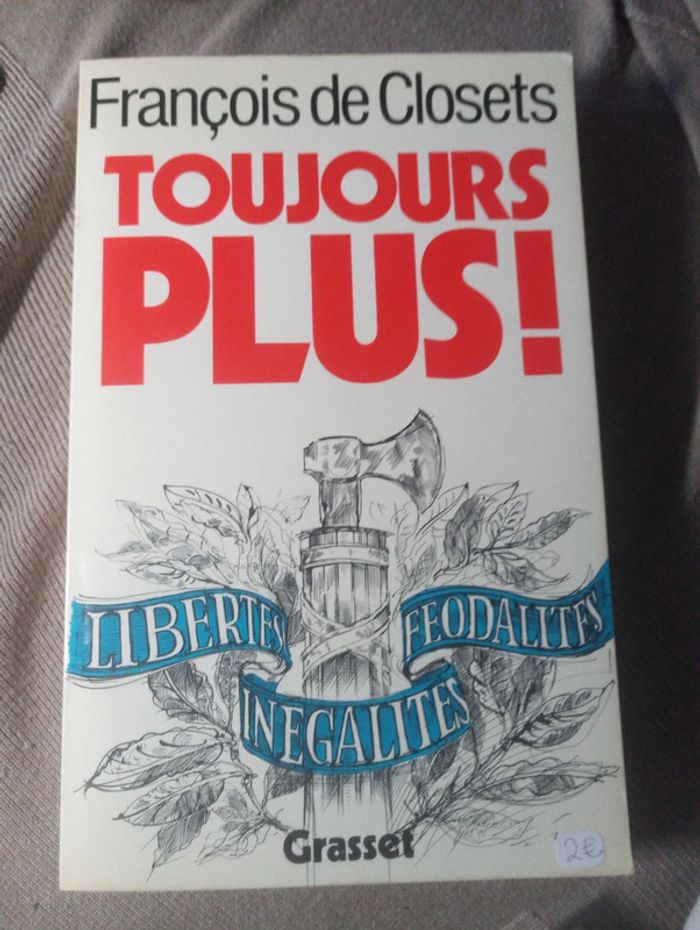 François de Closets
TOUJOURS
PLUS!
LIBERTES
INEGALITES
FEODALITES
Grasset
2€